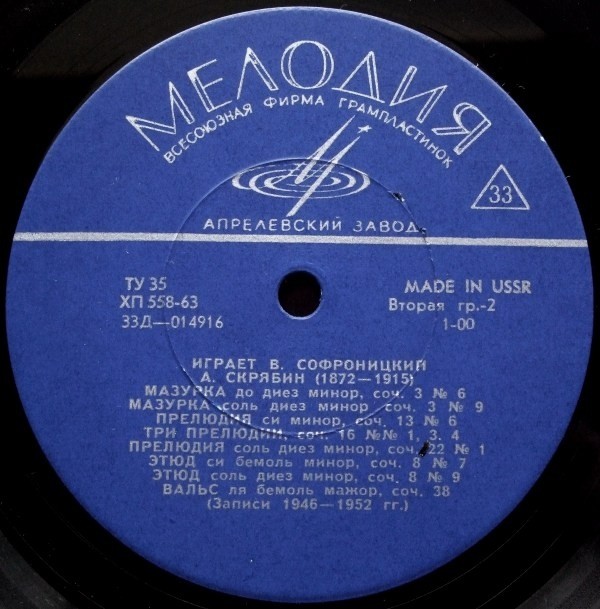 МЕЛОДИЯ
ВСЕСОЮЗНАЯ ФИРМА ГРАМПЛАСТИНОК
33
АПРЕЛЕВСКИЙ ЗАВОД
ТУ 35
ХП 558-63
33Д—014916
MADE IN USSR
Вторая гр.-2
1-00
ИГРАЕТ В. СОФРОНИЦКИЙ
А. СКРЯБИН (1872—1915)
МАЗУРКА до диез минор, соч. 3 № 6
МАЗУРКА соль диез минор, соч. 3 № 9
ПРЕЛЮДИЯ си минор, соч. 13 № 6
ТРИ ПРЕЛЮДИИ, соч. 16 №№ 1, 3. 4
ПРЕЛЮДИЯ соль диез минор, соч. 22 № 1
ЭТЮД си бемоль минор, соч. 8 № 7
ЭТЮД соль диез минор, соч. 8 № 9
ВАЛЬС ля бемоль мажор, соч. 38
(Записи 1946—1952 гг.)